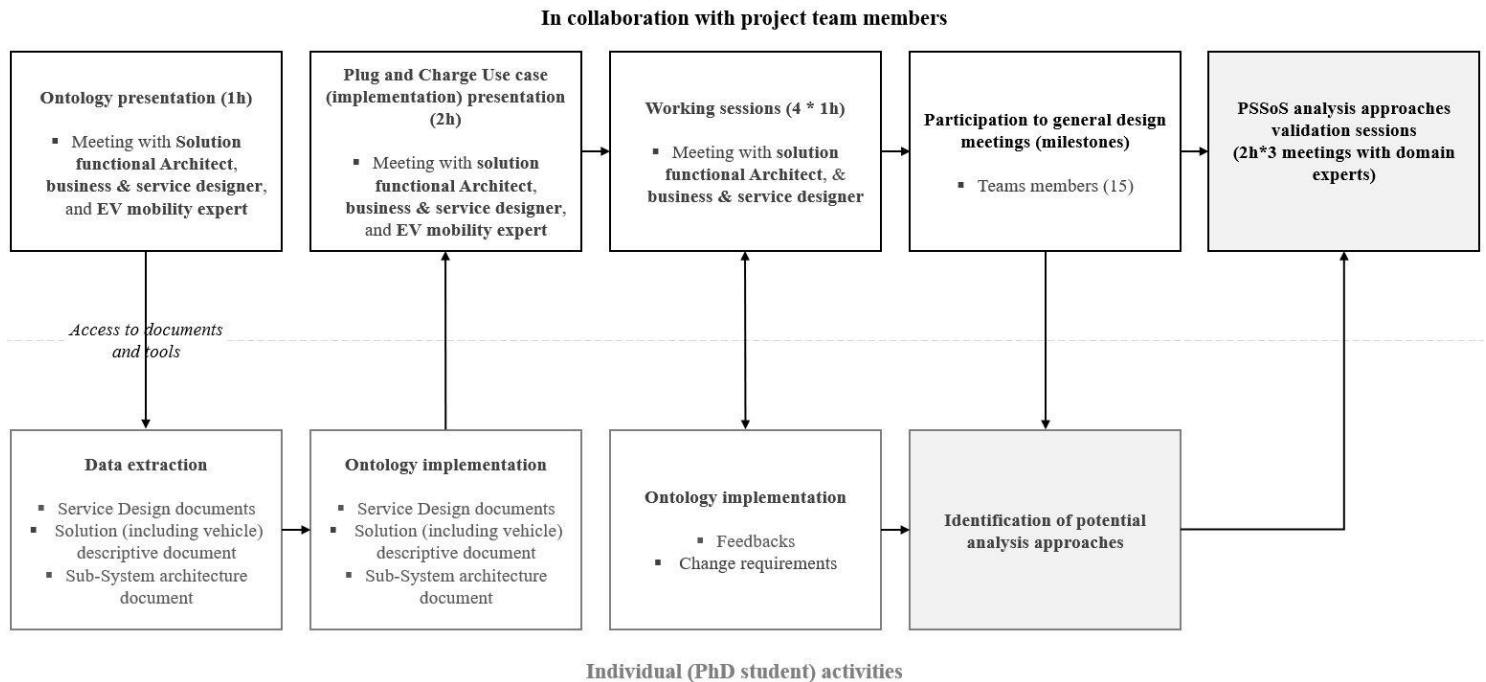 In collaboration with project team members
Ontology presentation (1h)
▪ Meeting with Solution
functional Architect,
business & service designer,
and EV mobility expert
Plug and Charge Use case
(implementation) presentation
(2h)
▪ Meeting with solution
functional Architect,
business & service designer,
and EV mobility expert
Working sessions (4 * 1h)
▪ Meeting with solution
functional Architect, &
business & service designer
Participation to general design
meetings (milestones)
▪ Teams members (15)
PSSoS analysis approaches
validation sessions
(2h*3 meetings with domain
experts)
Access to documents
and tools
Data extraction
▪ Service Design documents
▪ Solution (including vehicle)
descriptive document
▪ Sub-System architecture
document
Ontology implementation
▪ Service Design documents
▪ Solution (including vehicle)
descriptive document
▪ Sub-System architecture
document
Ontology implementation
▪ Feedbacks
▪ Change requirements
Identification of potential
analysis approaches
Individual (PhD student) activities